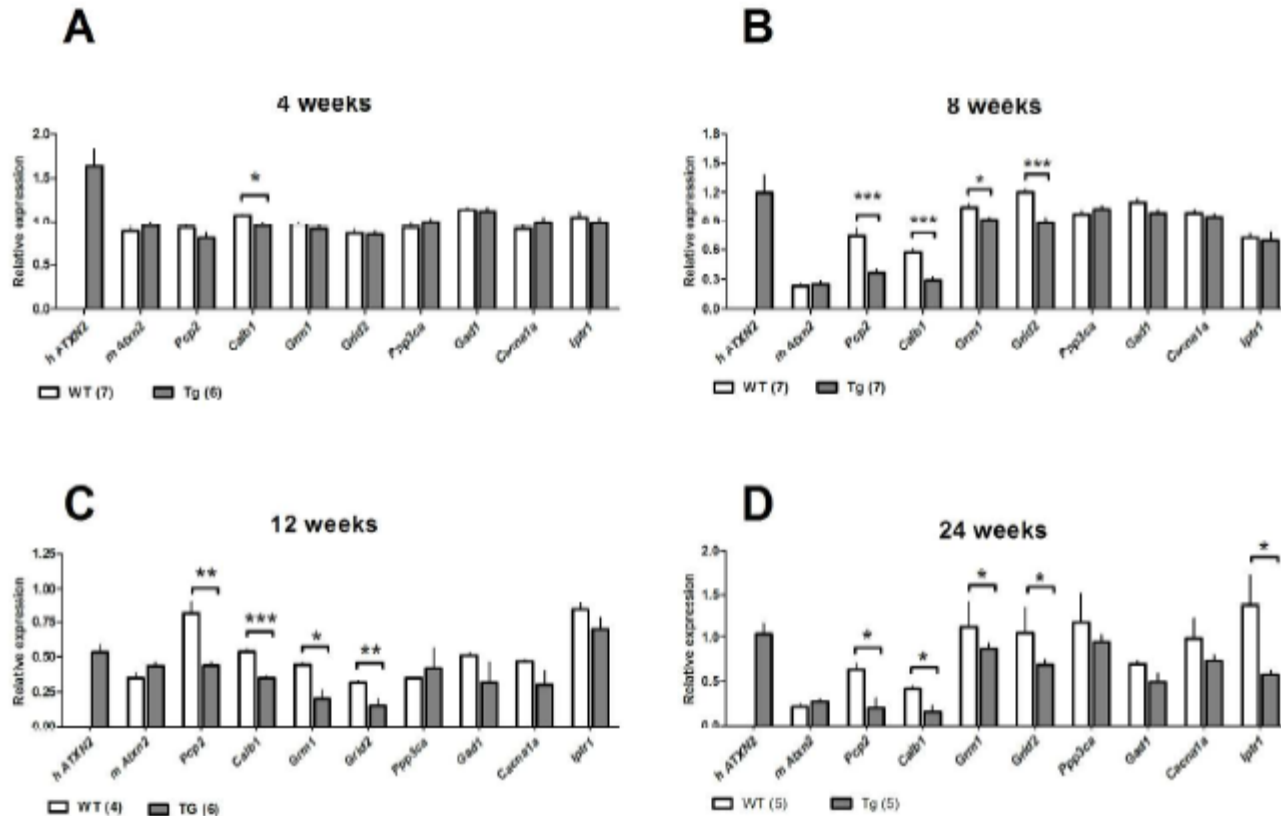 A
4 weeks
Relative expression
2.0
1.5
1.0
0.5
0.0
*
h ATXN2
m Atxn2
Pcp2
Calb1
Grm1
Grid2
Ppp3ca
Gad1
Cacna1a
Iptr1
WT (7) Tg (6)
B
8 weeks
Relative expression
1.8
1.5
1.2
0.9
0.6
0.3
0.0
***
***
*
***
h ATXN2
m Atxn2
Pcp2
Calb1
Grm1
Grid2
Ppp3ca
Gad1
Cacna1a
Iptr1
WT (7) Tg (7)
C
12 weeks
Relative expression
1.25
1.00
0.75
0.50
0.25
0.00
**
***
*
**
h ATXN2
m Atxn2
Pcp2
Calb1
Grm1
Grid2
Ppp3ca
Gad1
Cacna1a
Iptr1
WT (4) TG (6)
D
24 weeks
Relative expression
2.0
1.5
1.0
0.5
0.0
*
*
*
*
*
h ATXN2
m Atxn2
Pcp2
Calb1
Grm1
Grid2
Ppp3ca
Gad1
Cacna1a
Iptr1
WT (5) Tg (5)